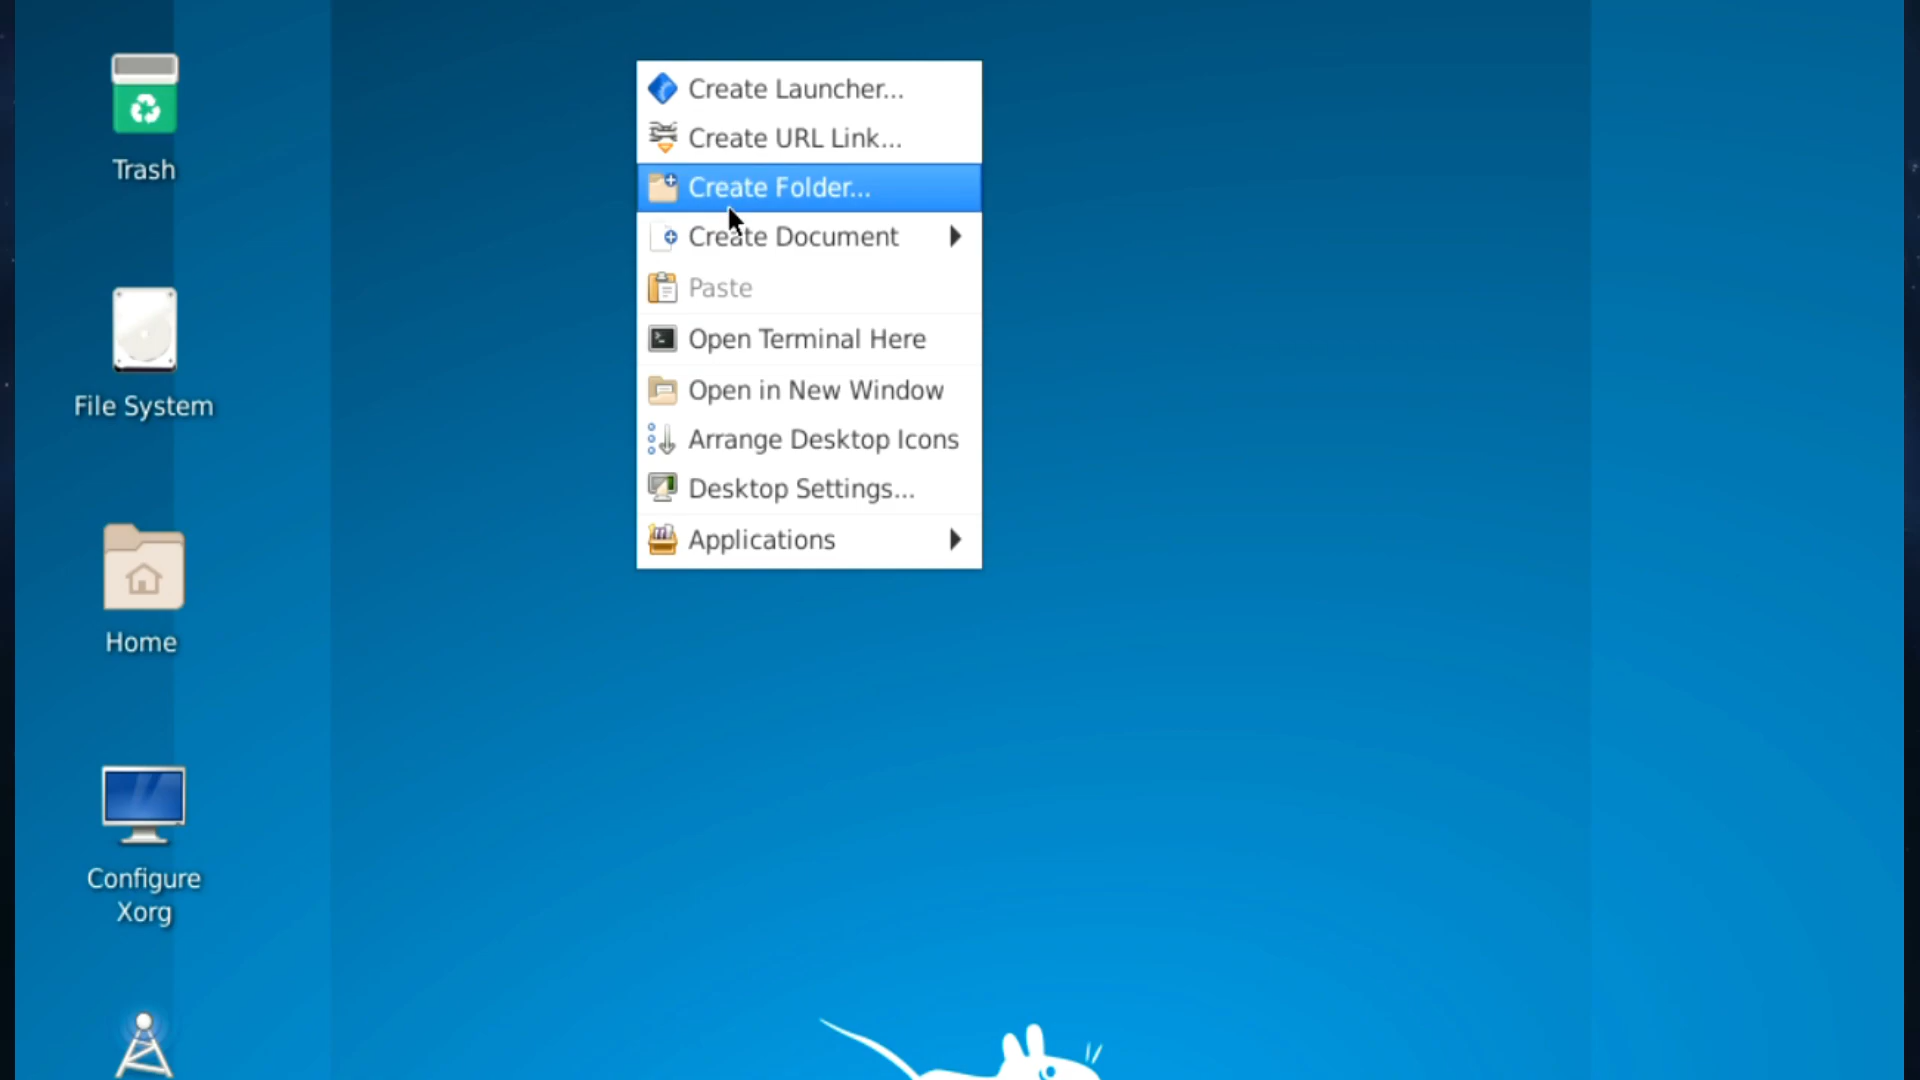 Trash
File System
Home
Configure
Xorg
Create Launcher...
Create URL Link...
Create Folder...
Create Document
Paste
Open Terminal Here
Open in New Window
Arrange Desktop Icons
Desktop Settings...
Applications